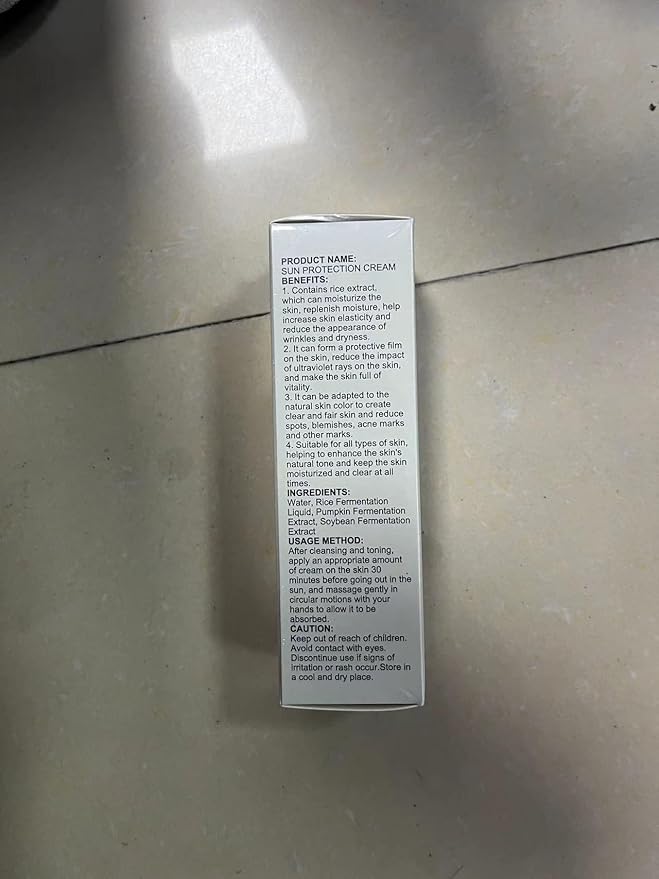 PRODUCT NAME:
SUN PROTECTION CREAM
BENEFITS:
1. Contains rice extract,
which can moisturize the
skin, replenish moisture, help
increase skin elasticity and
reduce the appearance of
wrinkles and dryness.
2. It can form a protective film
on the skin, reduce the impact
of ultraviolet rays on the skin,
and make the skin full of
vitality.
3. It can be adapted to the
natural skin color to create
clear and fair skin and reduce
spots, blemishes, acne marks
and other marks.
4. Suitable for all types of skin,
helping to enhance the skin's
natural tone and keep the skin
moisturized and clear at all
times.
INGREDIENTS:
Water, Rice Fermentation
Liquid, Pumpkin Fermentation
Extract, Soybean Fermentation
Extract
USAGE METHOD:
After cleansing and toning,
apply an appropriate amount
of cream on the skin 30
minutes before going out in the
sun, and massage gently in
circular motions with your
hands to allow it to be
absorbed.
CAUTION:
Keep out of reach of children.
Avoid contact with eyes.
Discontinue use if signs of
irritation or rash occur.Store in
a cool and dry place.